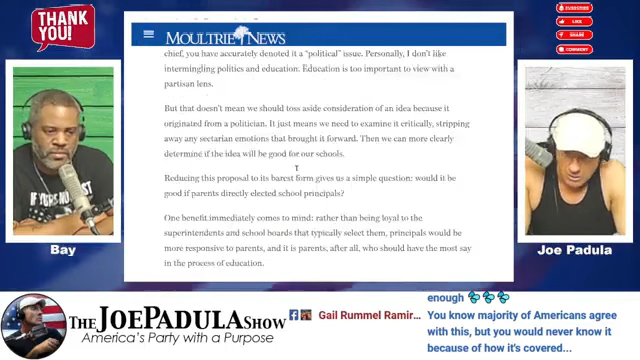 THANK
YOU!
MOULTRIE NEWS
SUBSCRIBE
LIKE
SHARE
COMMENT
chief, you have accurately denoted it a "political" issue. Personally, I don't like
intermingling politics and education. Education is too important to view with a
partisan lens.
But that doesn't mean we should toss aside consideration of an idea because it
originated from a politician. It just means we need to examine it critically, stripping
away any sectarian emotions that brought it forward. Then we can more clearly
determine if the idea will be good for our schools.
Reducing this proposal to its barest form gives us a simple question: would it be
good if parents directly elected school principals?
One benefit immediately comes to mind: rather than being loyal to the
superintendents and school boards that typically select them, principals would be
more responsive to parents, and it is parents, after all, who should have the most say
in the process of education.
Bay
Joe Padula
THE JOEPADULA SHOW
America's Party with a Purpose
Gail Rummel Ramir...
enough
You know majority of Americans agree
with this, but you would never know it
because of how it's covered...